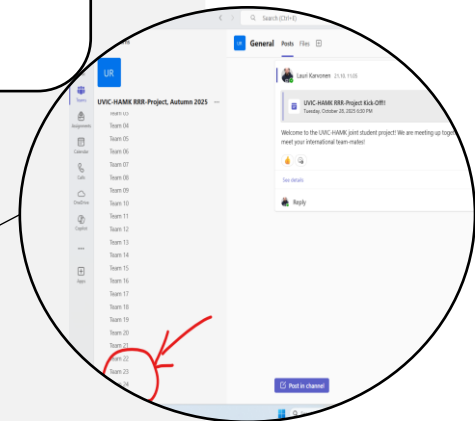 Search (Ctrl+E)
UR
General Posts Files
UR
Lauri Karvonen 21.10. 11.05
UVIC-HAMK RRR-Project Kick-Off!!
Tuesday, October 28, 2025 6:00 PM
Welcome to the UVIC-HAMK joint student project! We are meeting up
meet your international team-mates!
See details
Reply
Post in channel
Teams
Assignments
Calendar
Calls
OneDrive
Copilot
Apps
UVIC-HAMK RRR-Project, Autumn 2025
Team 03
Team 04
Team 05
Team 06
Team 07
Team 08
Team 09
Team 10
Team 11
Team 12
Team 13
Team 14
Team 15
Team 16
Team 17
Team 18
Team 19
Team 20
Team 21
Team 22
Team 23
24